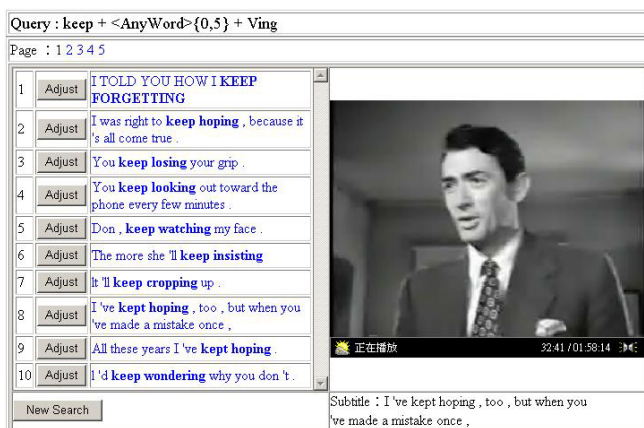 Query : keep + <AnyWord>{0,5} + Ving
Page : 1 2 3 4 5
1 Adjust I TOLD YOU HOW I KEEP
FORGETTING
2 Adjust I was right to keep hoping , because it
's all come true .
3 Adjust You keep losing your grip .
4 Adjust You keep looking out toward the
phone every few minutes .
5 Adjust Don , keep watching my face .
6 Adjust The more she 'll keep insisting
7 Adjust It 'll keep cropping up .
8 Adjust I 've kept hoping , too , but when you
've made a mistake once ,
9 Adjust All these years I 've kept hoping .
10 Adjust I 'd keep wondering why you don 't .
New Search
正在播放 32:41 / 01:58:14
Subtitle : I 've kept hoping , too , but when you
've made a mistake once ,